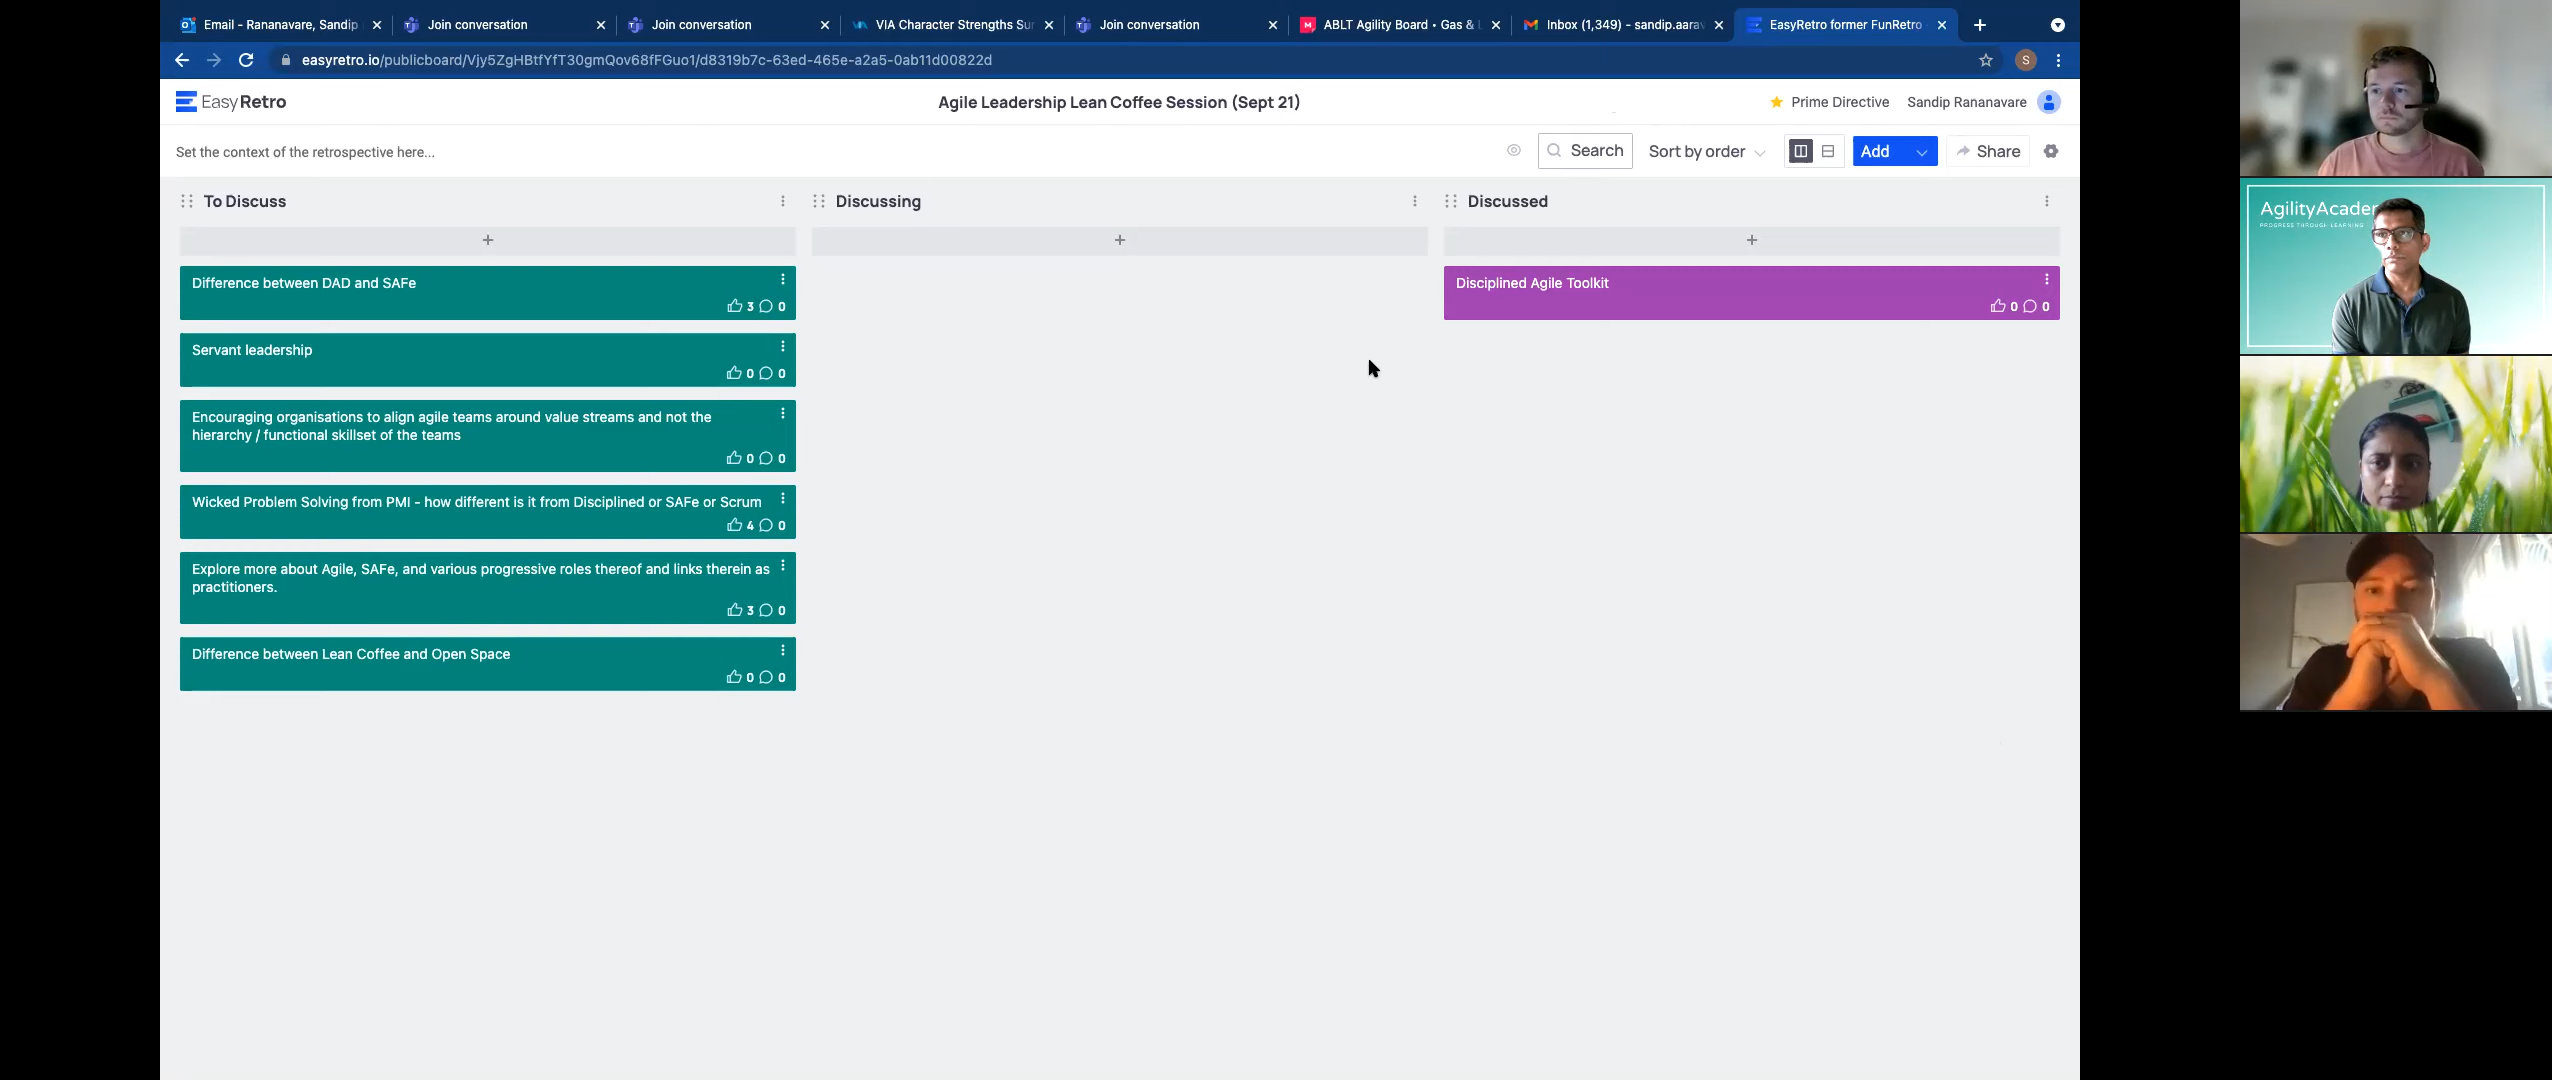 Email - Rananavare, Sandip
Join conversation
Join conversation
VIA Character Strengths Sur
Join conversation
ABLT Agility Board • Gas &
Inbox (1,349) - sandip.aarav
EasyRetro former FunRetro
easyretro.io/publicboard/Vjy5ZgHBtfYfT30gmQov68fFGuo1/d8319b7c-63ed-465e-a2a5-0ab11d00822d
S
EasyRetro
Agile Leadership Lean Coffee Session (Sept 21)
Prime Directive
Sandip Rananavare
Set the context of the retrospective here...
Search
Sort by order
Add
Share
To Discuss
+
Difference between DAD and SAFe
3 0
Servant leadership
0 0
Encouraging organisations to align agile teams around value streams and not the
hierarchy / functional skillset of the teams
0 0
Wicked Problem Solving from PMI - how different is it from Disciplined or SAFe or Scrum
4 0
Explore more about Agile, SAFe, and various progressive roles thereof and links therein as
practitioners.
3 0
Difference between Lean Coffee and Open Space
0 0
Discussing
+
Discussed
+
Disciplined Agile Toolkit
0 0
AgilityAcade
PROGRESS THROUGH LEARNING